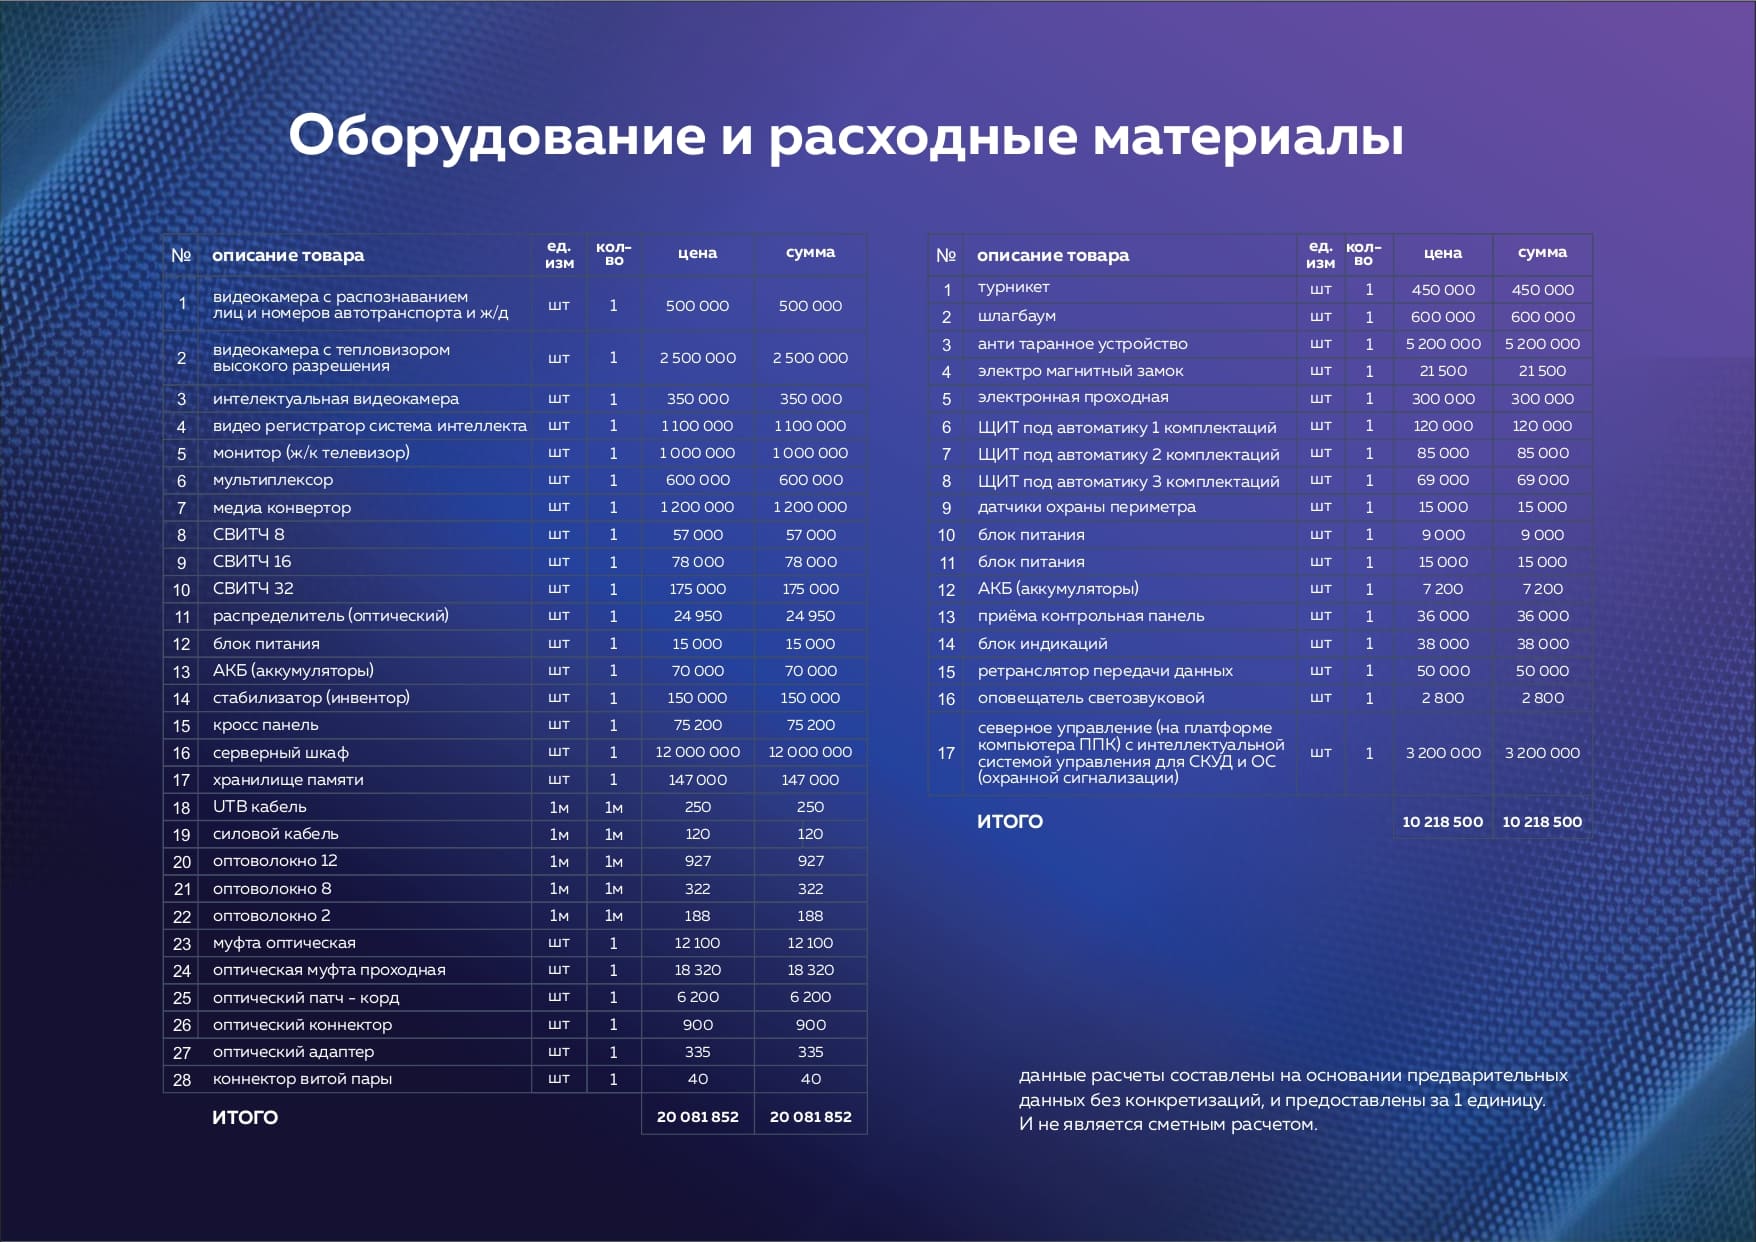 Оборудование и расходные материалы
№ описание товара ед. изм кол-во цена сумма
1 видеокамера с распознаванием
лиц и номеров автотранспорта и ж/д шт 1 500 000 500 000
2 видеокамера с тепловизором
высокого разрешения шт 1 2 500 000 2 500 000
3 интелектуальная видеокамера шт 1 350 000 350 000
4 видео регистратор система интеллекта шт 1 1 100 000 1 100 000
5 монитор (ж/к телевизор) шт 1 1 000 000 1 000 000
6 мультиплексор шт 1 600 000 600 000
7 медиа конвертор шт 1 1 200 000 1 200 000
8 СВИТЧ 8 шт 1 57 000 57 000
9 СВИТЧ 16 шт 1 78 000 78 000
10 СВИТЧ 32 шт 1 175 000 175 000
11 распределитель (оптический) шт 1 24 950 24 950
12 блок питания шт 1 15 000 15 000
13 АКБ (аккумуляторы) шт 1 70 000 70 000
14 стабилизатор (инвентор) шт 1 150 000 150 000
15 кросс панель шт 1 75 200 75 200
16 серверный шкаф шт 1 12 000 000 12 000 000
17 хранилище памяти шт 1 147 000 147 000
18 UTB кабель 1м 1м 250 250
19 силовой кабель 1м 1м 120 120
20 оптоволокно 12 1м 1м 927 927
21 оптоволокно 8 1м 1м 322 322
22 оптоволокно 2 1м 1м 188 188
23 муфта оптическая шт 1 12 100 12 100
24 оптическая муфта проходная шт 1 18 320 18 320
25 оптический патч - корд шт 1 6 200 6 200
26 оптический коннектор шт 1 900 900
27 оптический адаптер шт 1 335 335
28 коннектор витой пары шт 1 40 40
ИТОГО 20 081 852 20 081 852
№ описание товара ед. изм кол-во цена сумма
1 турникет шт 1 450 000 450 000
2 шлагбаум шт 1 600 000 600 000
3 анти таранное устройство шт 1 5 200 000 5 200 000
4 электро магнитный замок шт 1 21 500 21 500
5 электронная проходная шт 1 300 000 300 000
6 ЩИТ под автоматику 1 комплектаций шт 1 120 000 120 000
7 ЩИТ под автоматику 2 комплектаций шт 1 85 000 85 000
8 ЩИТ под автоматику 3 комплектаций шт 1 69 000 69 000
9 датчики охраны периметра шт 1 15 000 15 000
10 блок питания шт 1 9 000 9 000
11 блок питания шт 1 15 000 15 000
12 АКБ (аккумуляторы) шт 1 7 200 7 200
13 приёма контрольная панель шт 1 36 000 36 000
14 блок индикаций шт 1 38 000 38 000
15 ретранслятор передачи данных шт 1 50 000 50 000
16 оповещатель светозвуковой шт 1 2 800 2 800
17 северное управление (на платформе
компьютера ППК) с интеллектуальной
системой управления для СКУД и ОС
(охранной сигнализации) шт 1 3 200 000 3 200 000
ИТОГО 10 218 500 10 218 500
данные расчеты составлены на основании предварительных
данных без конкретизаций, и предоставлены за 1 единицу.
И не является сметным расчетом.